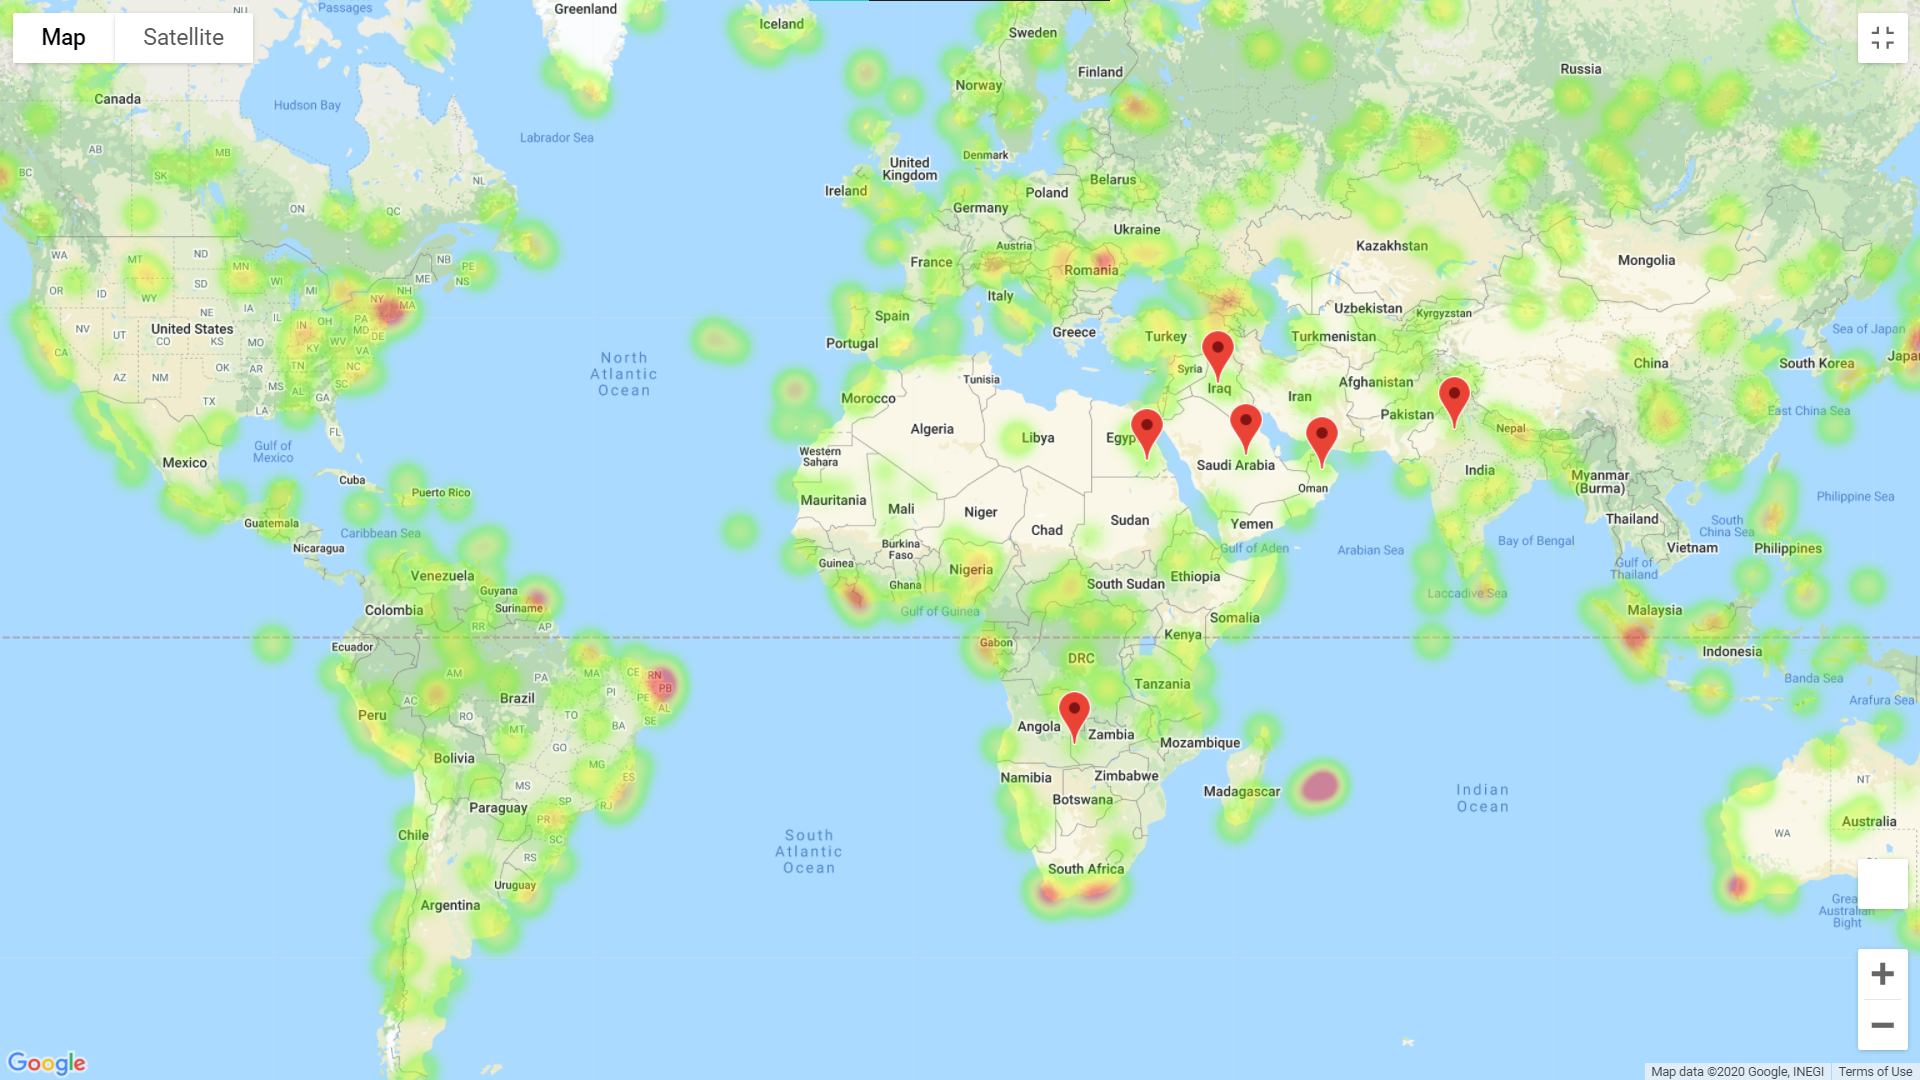 Map
Satellite
NU
Passages
Greenland
Iceland
Sweden
Finland
Norway
Russia
Canada
Hudson Bay
Labrador Sea
AB
SK
MB
BC
NL
ON
QC
United
Kingdom
Ireland
Denmark
Belarus
Poland
Germany
Ukraine
Austria
France
Romania
Kazakhstan
Mongolia
WA
MT
ND
MN
NB
PE
NS
OR
ID
SD
WI
MI
ME
NH
WY
NY
MA
Italy
Spain
Portugal
Greece
Turkey
Uzbekistan
Kyrgyzstan
Turkmenistan
NE
IA
IL
IN
OH
PA
MD
DE
NV
UT
United States
CO
KS
MO
KY
WV
VA
CA
AZ
NM
OK
AR
TN
NC
MS
AL
SC
TX
LA
GA
FL
North
Atlantic
Ocean
Sea of Japan
South Korea
Japa
China
Syria
Iraq
Iran
Afghanistan
Pakistan
Tunisia
Morocco
Algeria
Libya
Egyp
Nepal
East China Sea
Western
Sahara
Saudi Arabia
Oman
India
Myanmar
(Burma)
Gulf of
Mexico
Mexico
Cuba
Puerto Rico
Mauritania
Mali
Niger
Chad
Sudan
Yemen
Philippine Sea
Thailand
South
China Sea
Guatemala
Caribbean Sea
Nicaragua
Burkina
Faso
Guinea
Ghana
Nigeria
South Sudan
Ethiopia
Gulf of Aden
Arabian Sea
Bay of Bengal
Vietnam
Philippines
Gulf of
Thailand
Venezuela
Guyana
Suriname
Colombia
RR
AP
Gulf of Guinea
Somalia
Laccadive Sea
Malaysia
Ecuador
Gabon
Kenya
DRC
Indonesia
AM
PA
MA
CE
RN
PB
PI
PE
AL
SE
AC
Brazil
RO
TO
BA
Tanzania
Banda Sea
Arafura Sea
Peru
MT
GO
Angola
Zambia
Mozambique
Bolivia
MG
ES
Namibia
Zimbabwe
Madagascar
Botswana
Indian
Ocean
NT
MS
SP
RJ
Paraguay
PR
SC
Chile
RS
South
Atlantic
Ocean
WA
Australia
South Africa
Uruguay
Argentina
Grea
Australian
Bight
Google
Map data ©2020 Google, INEGI
Terms of Use